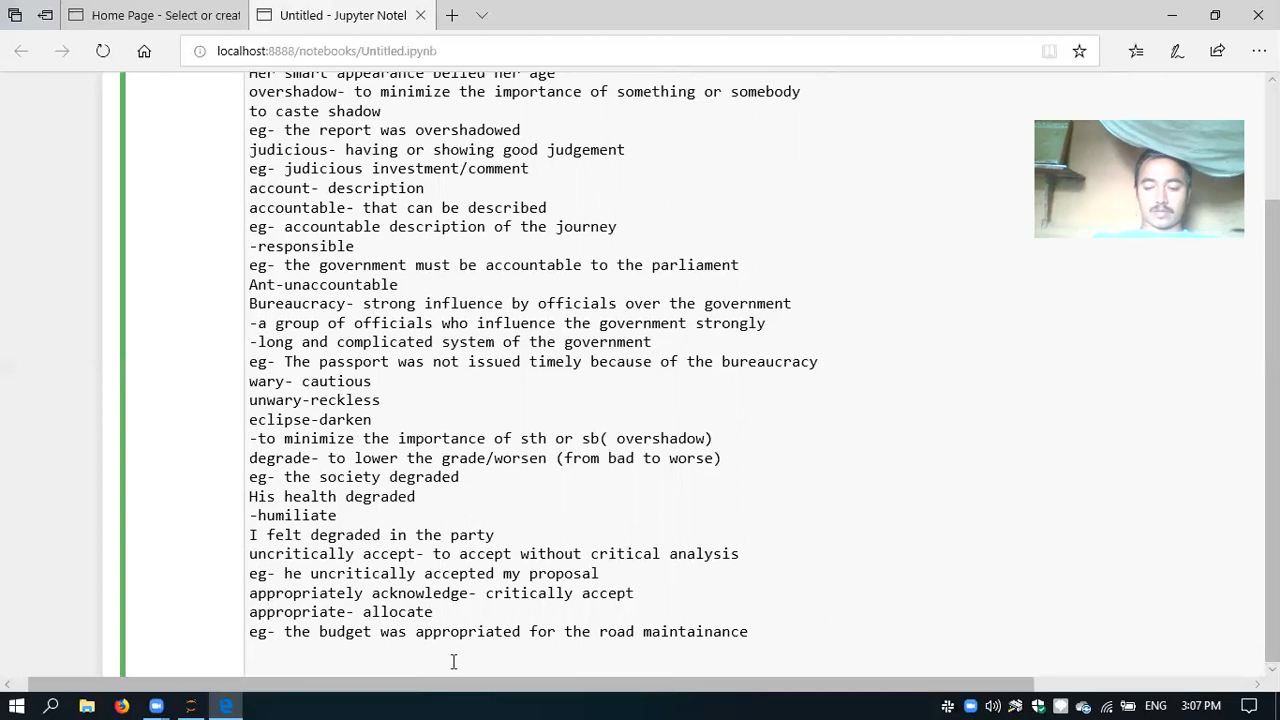 Home Page - Select or creat
Untitled - Jupyter Notel
localhost:8888/notebooks/Untitled.ipynb
Her smart appearance belied her age
overshadow- to minimize the importance of something or somebody
to caste shadow
eg- the report was overshadowed
judicious- having or showing good judgement
eg- judicious investment/comment
account- description
accountable- that can be described
eg- accountable description of the journey
-responsible
eg- the government must be accountable to the parliament
Ant-unaccountable
Bureaucracy- strong influence by officials over the government
-a group of officials who influence the government strongly
-long and complicated system of the government
eg- The passport was not issued timely because of the bureaucracy
wary- cautious
unwary-reckless
eclipse-darken
-to minimize the importance of sth or sb( overshadow)
degrade- to lower the grade/worsen (from bad to worse)
eg- the society degraded
His health degraded
-humiliate
I felt degraded in the party
uncritically accept- to accept without critical analysis
eg- he uncritically accepted my proposal
appropriately acknowledge- critically accept
appropriate- allocate
eg- the budget was appropriated for the road maintainance
ENG
3:07 PM